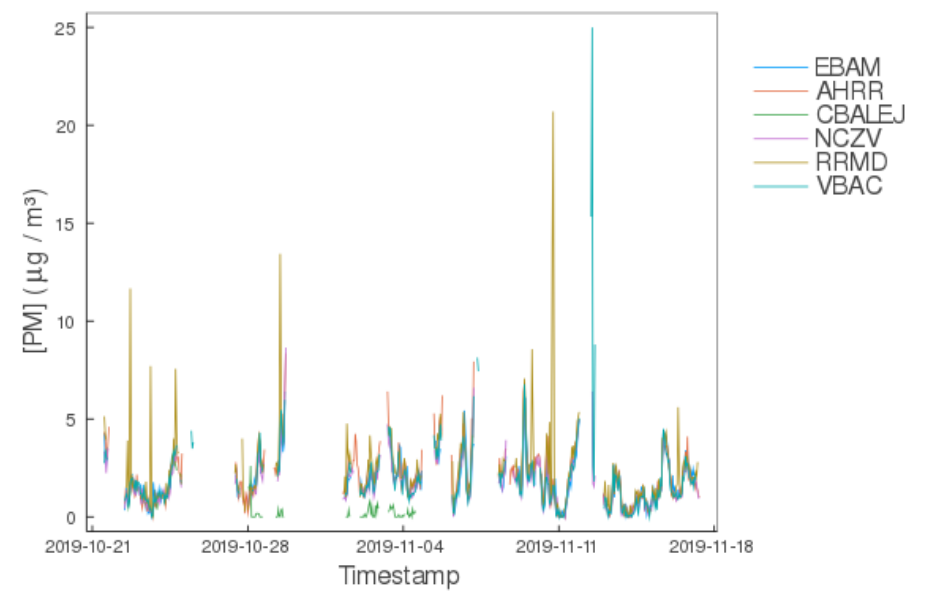 25
20
15
10
5
0
[PM] ( μg / m³)
2019-10-21 2019-10-28 2019-11-04 2019-11-11 2019-11-18
Timestamp
EBAM
AHRR
CBALEJ
NCZV
RRMD
VBAC